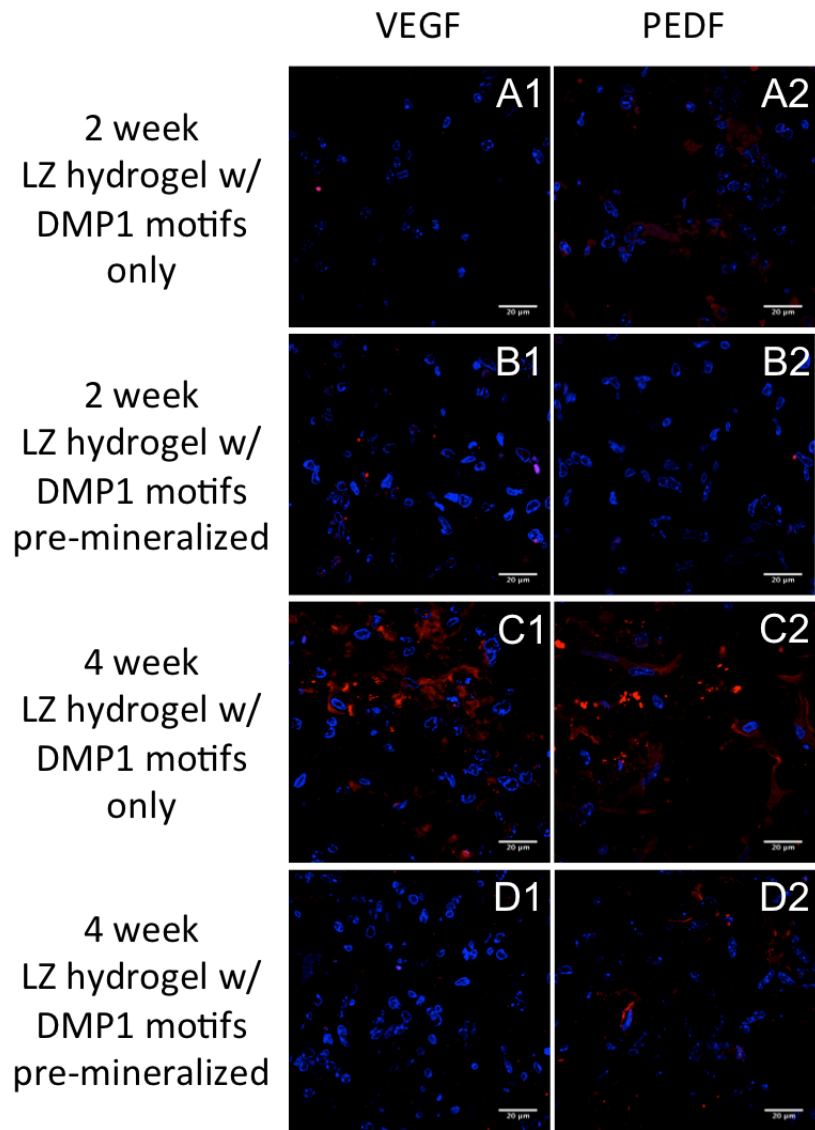 VEGF PEDF
2 week
LZ hydrogel w/
DMP1 motifs
only
A1 A2
20 µm 20 µm
2 week
LZ hydrogel w/
DMP1 motifs
pre-mineralized
B1 B2
20 µm 20 µm
4 week
LZ hydrogel w/
DMP1 motifs
only
C1 C2
20 µm 20 µm
4 week
LZ hydrogel w/
DMP1 motifs
pre-mineralized
D1 D2
20 µm 20 µm